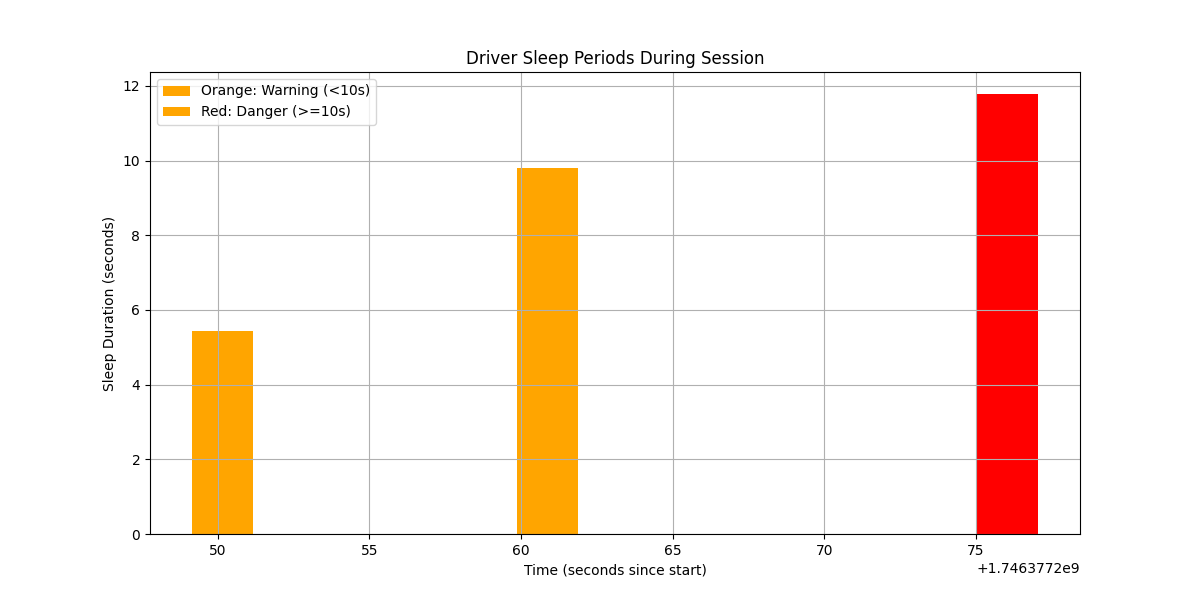 Driver Sleep Periods During Session
Orange: Warning (<10s)
Red: Danger (>=10s)
Sleep Duration (seconds)
12
10
8
6
4
2
0
50 55 60 65 70 75
Time (seconds since start)
+1.7463772e9